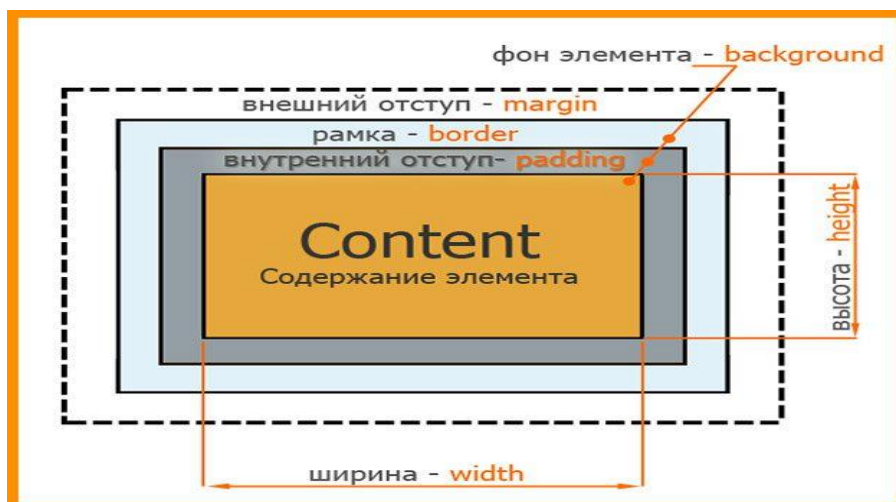 фон элемента - background
внешний отступ - margin
рамка - border
внутренний отступ- padding
Content
Содержание элемента
высота - height
ширина - width